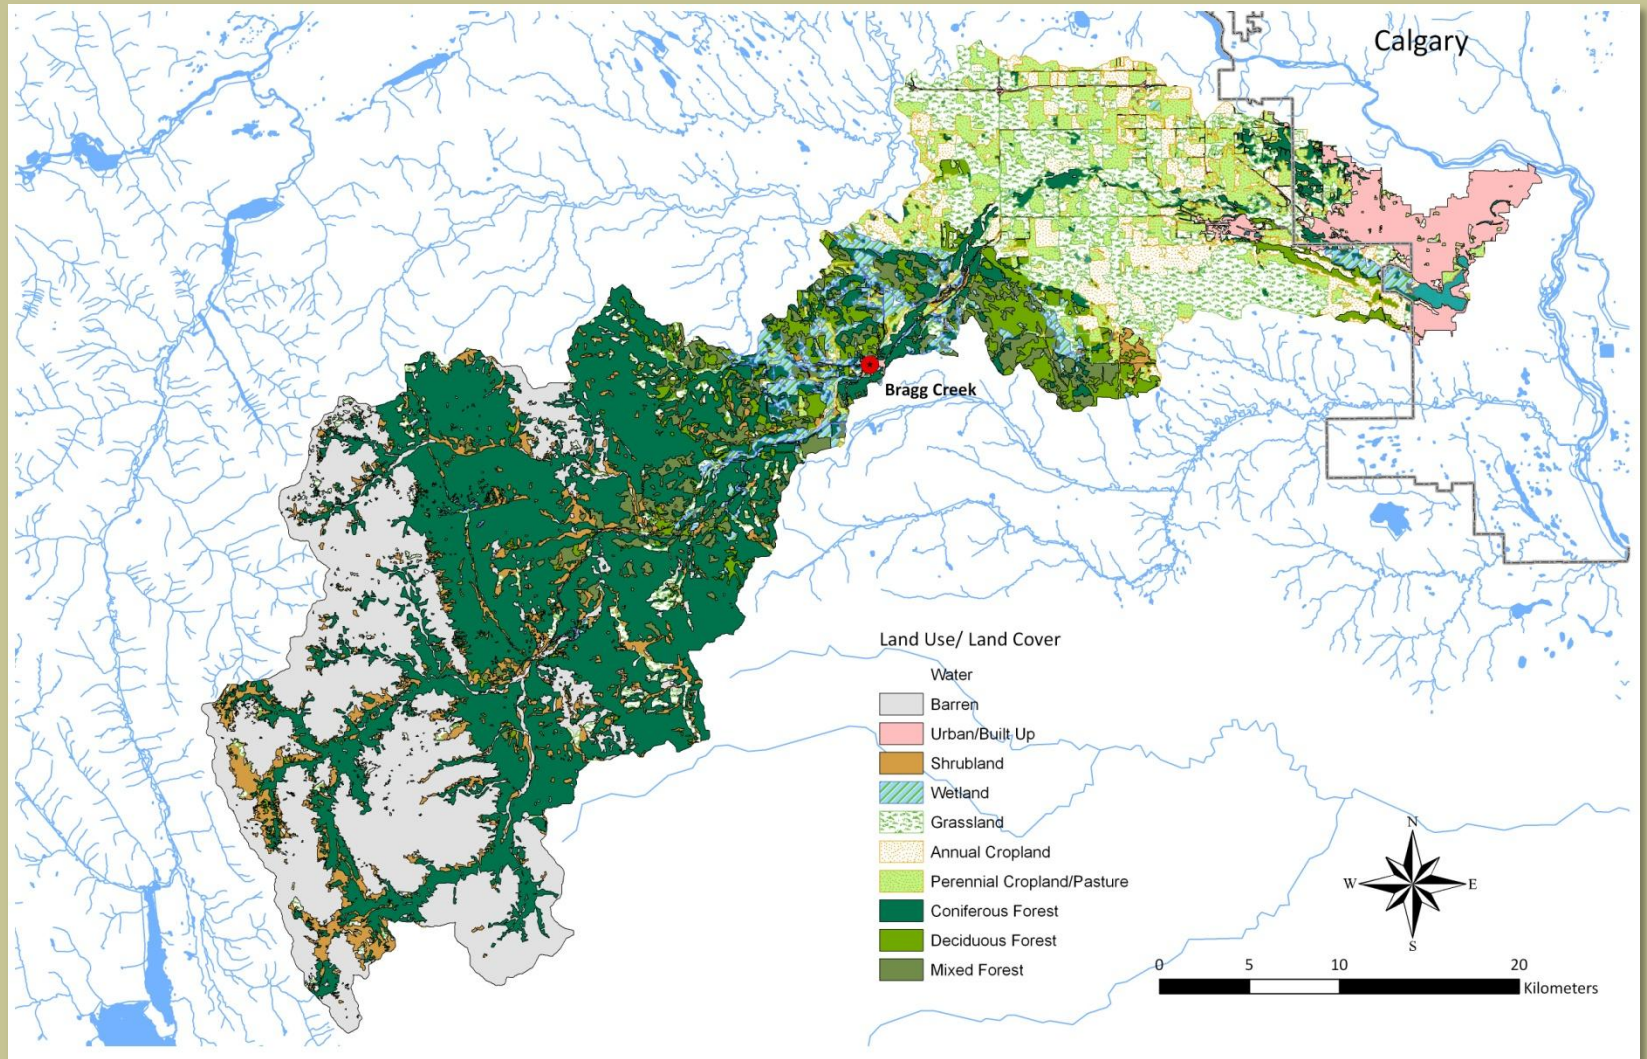 Calgary
Bragg Creek
Land Use/ Land Cover
Water
Barren
Urban/Built Up
Shrubland
Wetland
Grassland
Annual Cropland
Perennial Cropland/Pasture
Coniferous Forest
Deciduous Forest
Mixed Forest
N
W E
S
0 5 10 20
Kilometers